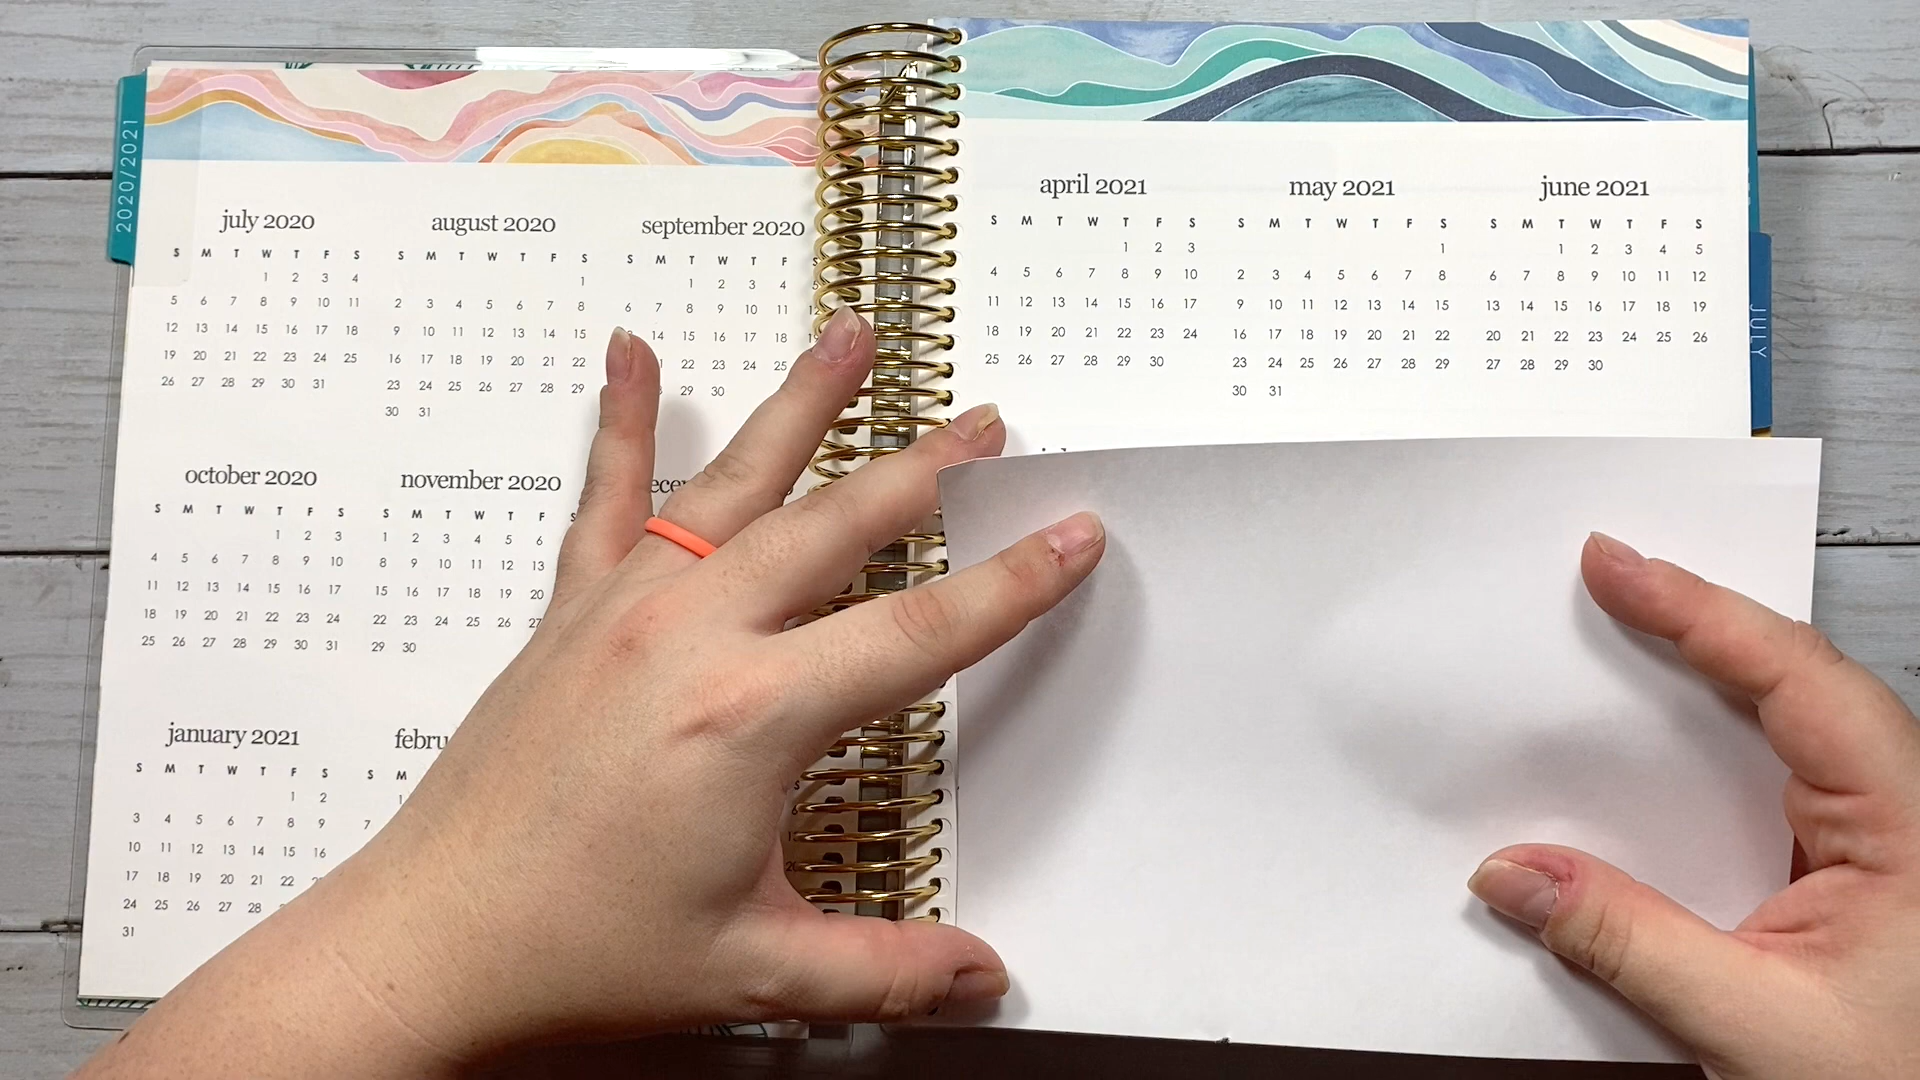 2020/2021
july 2020
S M T W T F S
1 2 3 4
5 6 7 8 9 10 11
12 13 14 15 16 17 18
19 20 21 22 23 24 25
26 27 28 29 30 31
august 2020
S M T W T F S
1
2 3 4 5 6 7 8
9 10 11 12 13 14 15
16 17 18 19 20 21 22
23 24 25 26 27 28 29
30 31
september 2020
S M T W T F S
1 2 3 4 5
6 7 8 9 10 11 12
14 15 16 17 18 19
22 23 24 25
29 30
october 2020
S M T W T F S
1 2 3
4 5 6 7 8 9 10
11 12 13 14 15 16 17
18 19 20 21 22 23 24
25 26 27 28 29 30 31
november 2020
S M T W T F S
1 2 3 4 5 6
8 9 10 11 12 13
15 16 17 18 19 20
22 23 24 25 26 27
29 30
january 2021
S M T W T F S
1 2
3 4 5 6 7 8 9
10 11 12 13 14 15 16
17 18 19 20 21 22
24 25 26 27 28
31
S M
1
7
april 2021
S M T W T F S
1 2 3
4 5 6 7 8 9 10
11 12 13 14 15 16 17
18 19 20 21 22 23 24
25 26 27 28 29 30
may 2021
S M T W T F S
1
2 3 4 5 6 7 8
9 10 11 12 13 14 15
16 17 18 19 20 21 22
23 24 25 26 27 28 29
30 31
june 2021
S M T W T F S
1 2 3 4 5
6 7 8 9 10 11 12
13 14 15 16 17 18 19
20 21 22 23 24 25 26
27 28 29 30
JULY